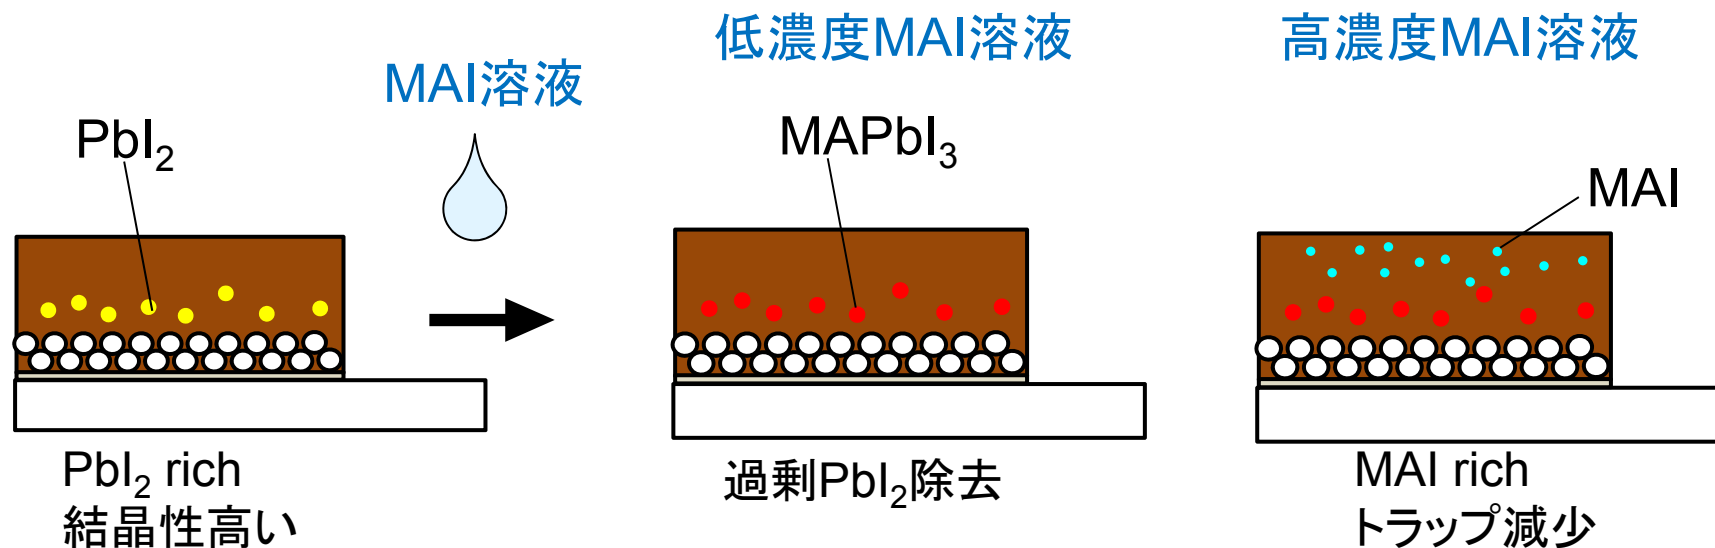 低濃度MAI溶液
高濃度MAI溶液
MAI溶液
PbI₂
MAPbI₃
MAI
PbI₂ rich
結晶性高い
過剰PbI₂除去
MAI rich
トラップ減少